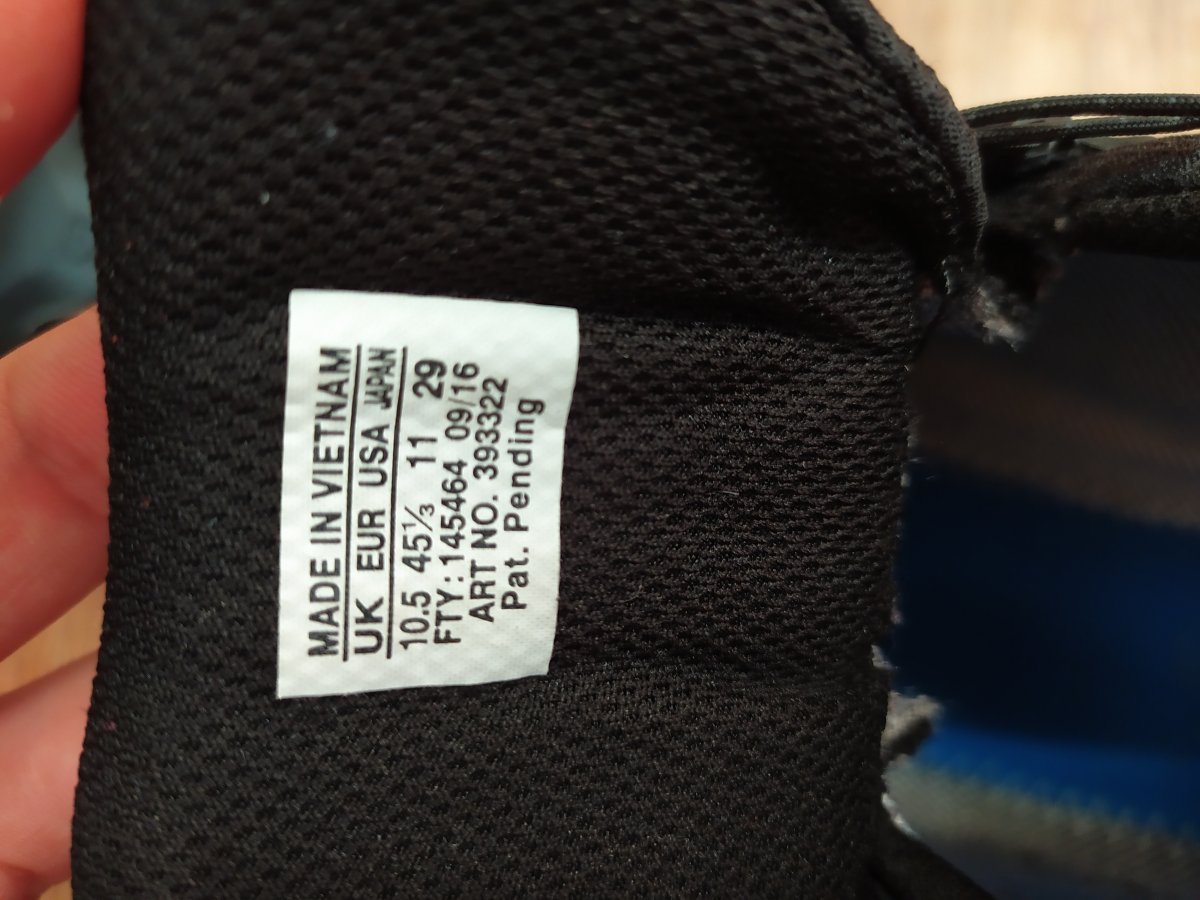 MADE IN VIETNAM
UK EUR USA JAPAN
10.5 45⅓ 11 29
FTY: 145464 09/16
ART NO. 393322
Pat. Pending